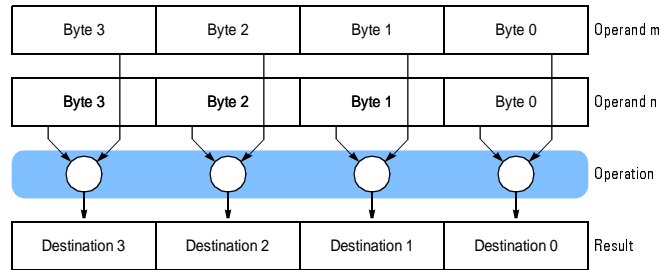 Byte 3 Byte 2 Byte 1 Byte 0 Operand m
Byte 3 Byte 2 Byte 1 Byte 0 Operand n
Operation
Destination 3 Destination 2 Destination 1 Destination 0 Result